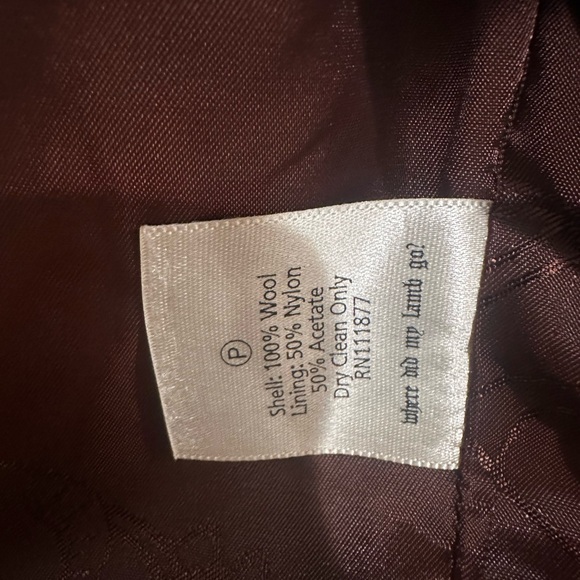 P
Shell: 100% Wool
Lining: 50% Nylon
50% Acetate
Dry Clean Only
RN111877
where did my lamb go?